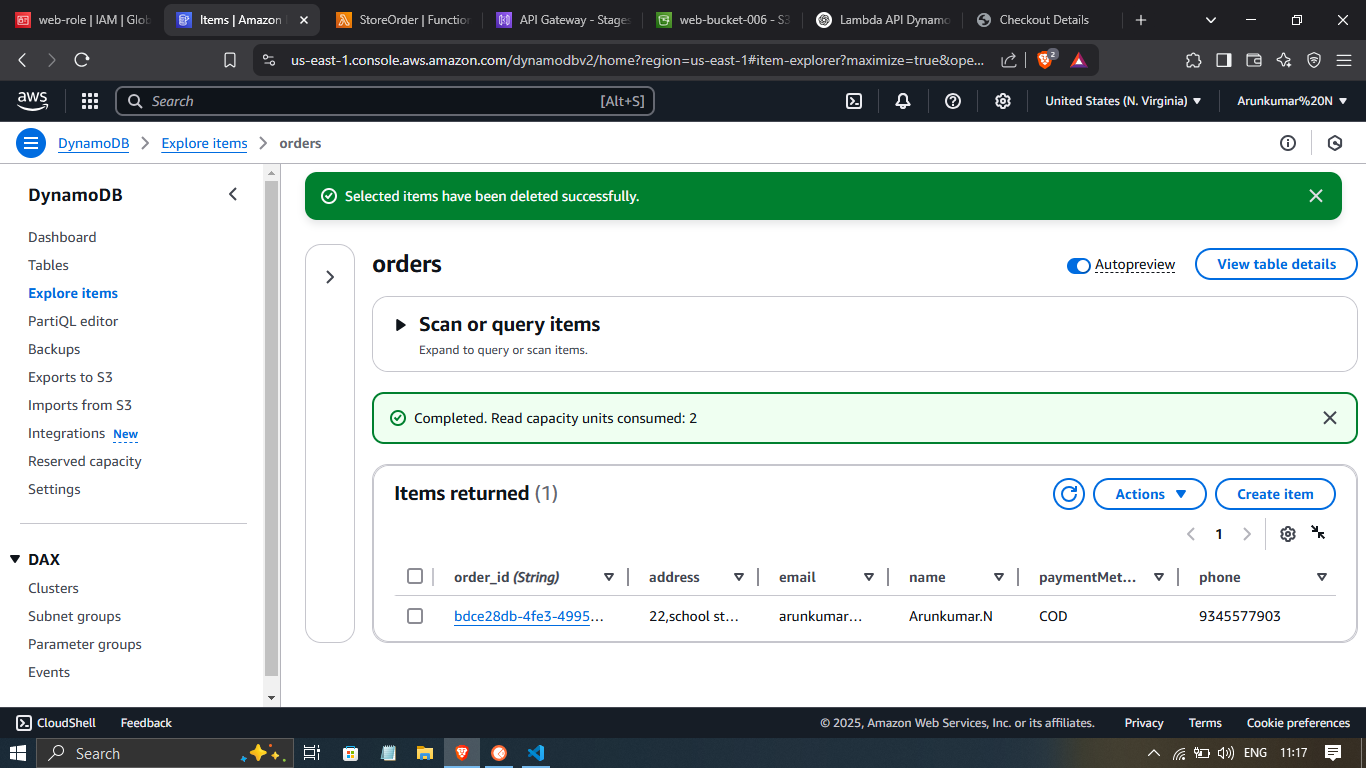 web-role | IAM | Glob
Items | Amazon
StoreOrder | Function
API Gateway - Stages
web-bucket-006 - S3
Lambda API Dynamo
Checkout Details
us-east-1.console.aws.amazon.com/dynamodbv2/home?region=us-east-1#item-explorer?maximize=true&ope...
2
aws
Search [Alt+S]
United States (N. Virginia)
Arunkumar%20N
DynamoDB
Explore items
orders
DynamoDB
Dashboard
Tables
Explore items
PartiQL editor
Backups
Exports to S3
Imports from S3
Integrations New
Reserved capacity
Settings
DAX
Clusters
Subnet groups
Parameter groups
Events
Selected items have been deleted successfully.
orders
Autopreview
View table details
Scan or query items
Expand to query or scan items.
Completed. Read capacity units consumed: 2
Items returned (1)
Actions
Create item
1
order_id (String) address email name paymentMet... phone
bdce28db-4fe3-4995... 22,school st... arunkumar... Arunkumar.N COD 9345577903
CloudShell
Feedback
© 2025, Amazon Web Services, Inc. or its affiliates.
Privacy
Terms
Cookie preferences
Search
ENG
11:17